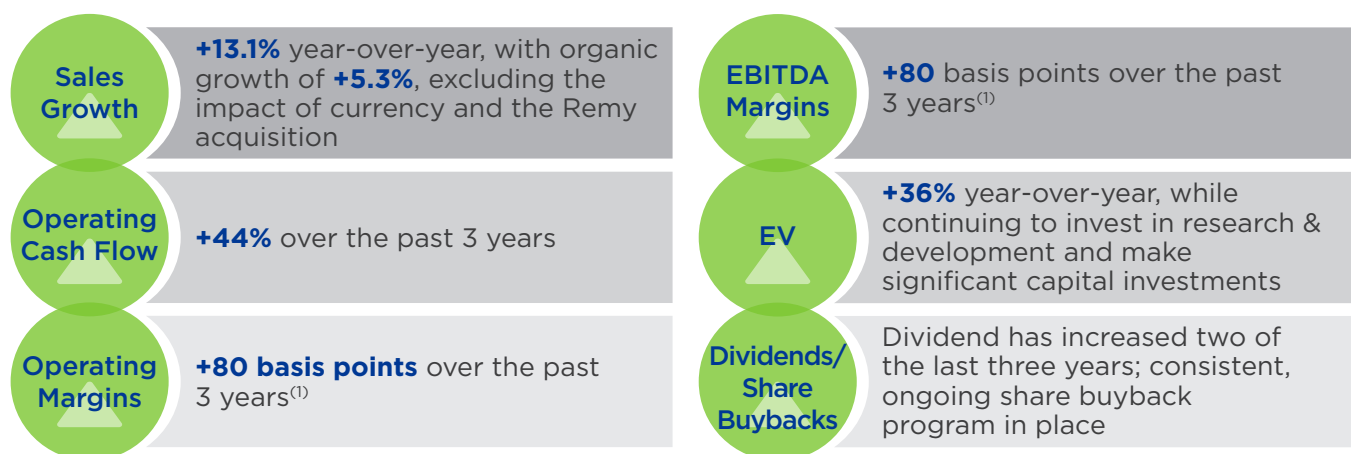 Sales
Growth
+13.1% year-over-year, with organic
growth of +5.3%, excluding the
impact of currency and the Remy
acquisition
Operating
Cash Flow
+44% over the past 3 years
Operating
Margins
+80 basis points over the past
3 years(1)
EBITDA
Margins
+80 basis points over the past
3 years(1)
EV
+36% year-over-year, while
continuing to invest in research &
development and make
significant capital investments
Dividends/
Share
Buybacks
Dividend has increased two of
the last three years; consistent,
ongoing share buyback
program in place